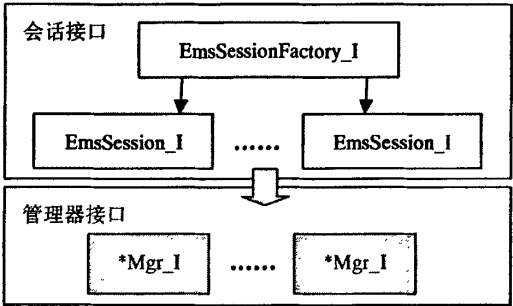 会话接口
EmsSessionFactory_I
EmsSession_I ...... EmsSession_I
管理器接口
*Mgr_I ...... *Mgr_I